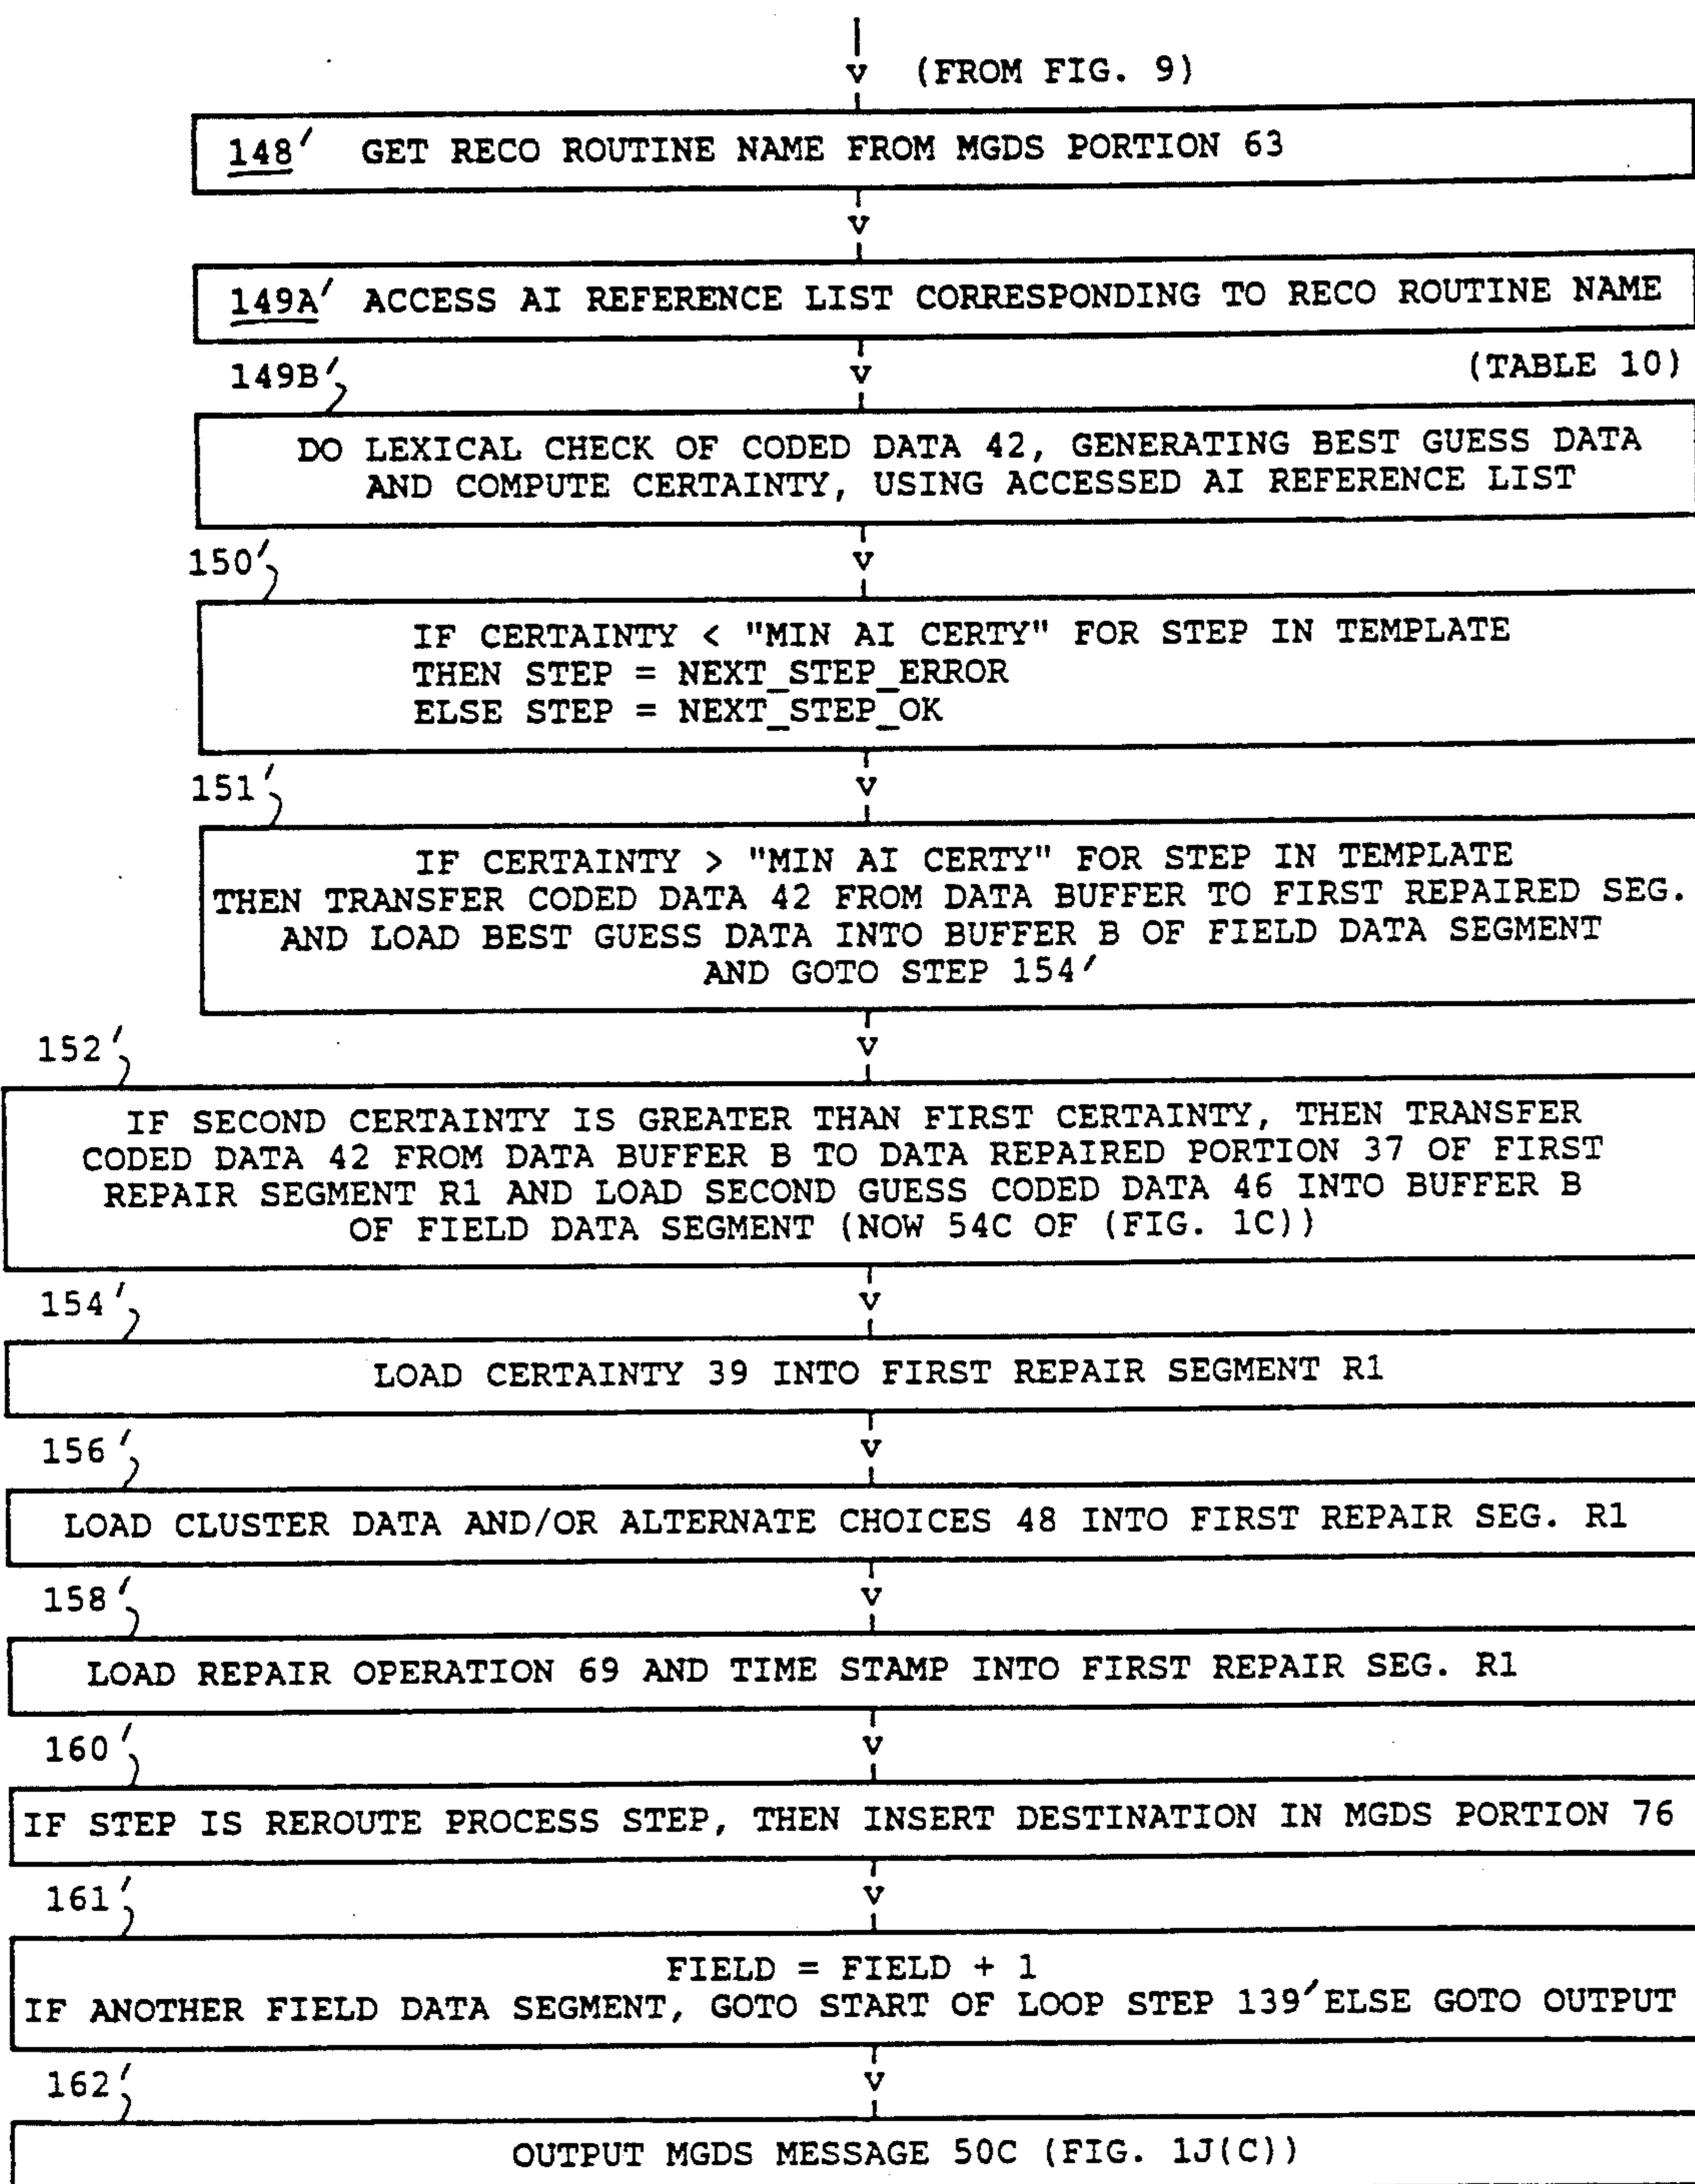 (FROM FIG. 9)
148' GET RECO ROUTINE NAME FROM MGDS PORTION 63
149A' ACCESS AI REFERENCE LIST CORRESPONDING TO RECO ROUTINE NAME
149B'
(TABLE 10)
DO LEXICAL CHECK OF CODED DATA 42, GENERATING BEST GUESS DATA
AND COMPUTE CERTAINTY, USING ACCESSED AI REFERENCE LIST
150'
IF CERTAINTY < "MIN AI CERTY" FOR STEP IN TEMPLATE
THEN STEP = NEXT_STEP_ERROR
ELSE STEP = NEXT_STEP_OK
151'
IF CERTAINTY > "MIN AI CERTY" FOR STEP IN TEMPLATE
THEN TRANSFER CODED DATA 42 FROM DATA BUFFER TO FIRST REPAIRED SEG.
AND LOAD BEST GUESS DATA INTO BUFFER B OF FIELD DATA SEGMENT
AND GOTO STEP 154'
152'
IF SECOND CERTAINTY IS GREATER THAN FIRST CERTAINTY, THEN TRANSFER
CODED DATA 42 FROM DATA BUFFER B TO DATA REPAIRED PORTION 37 OF FIRST
REPAIR SEGMENT R1 AND LOAD SECOND GUESS CODED DATA 46 INTO BUFFER B
OF FIELD DATA SEGMENT (NOW 54C OF (FIG. 1C))
154'
LOAD CERTAINTY 39 INTO FIRST REPAIR SEGMENT R1
156'
LOAD CLUSTER DATA AND/OR ALTERNATE CHOICES 48 INTO FIRST REPAIR SEG. R1
158'
LOAD REPAIR OPERATION 69 AND TIME STAMP INTO FIRST REPAIR SEG. R1
160'
IF STEP IS REROUTE PROCESS STEP, THEN INSERT DESTINATION IN MGDS PORTION 76
161'
FIELD = FIELD + 1
IF ANOTHER FIELD DATA SEGMENT, GOTO START OF LOOP STEP 139' ELSE GOTO OUTPUT
162'
OUTPUT MGDS MESSAGE 50C (FIG. 1J(C))